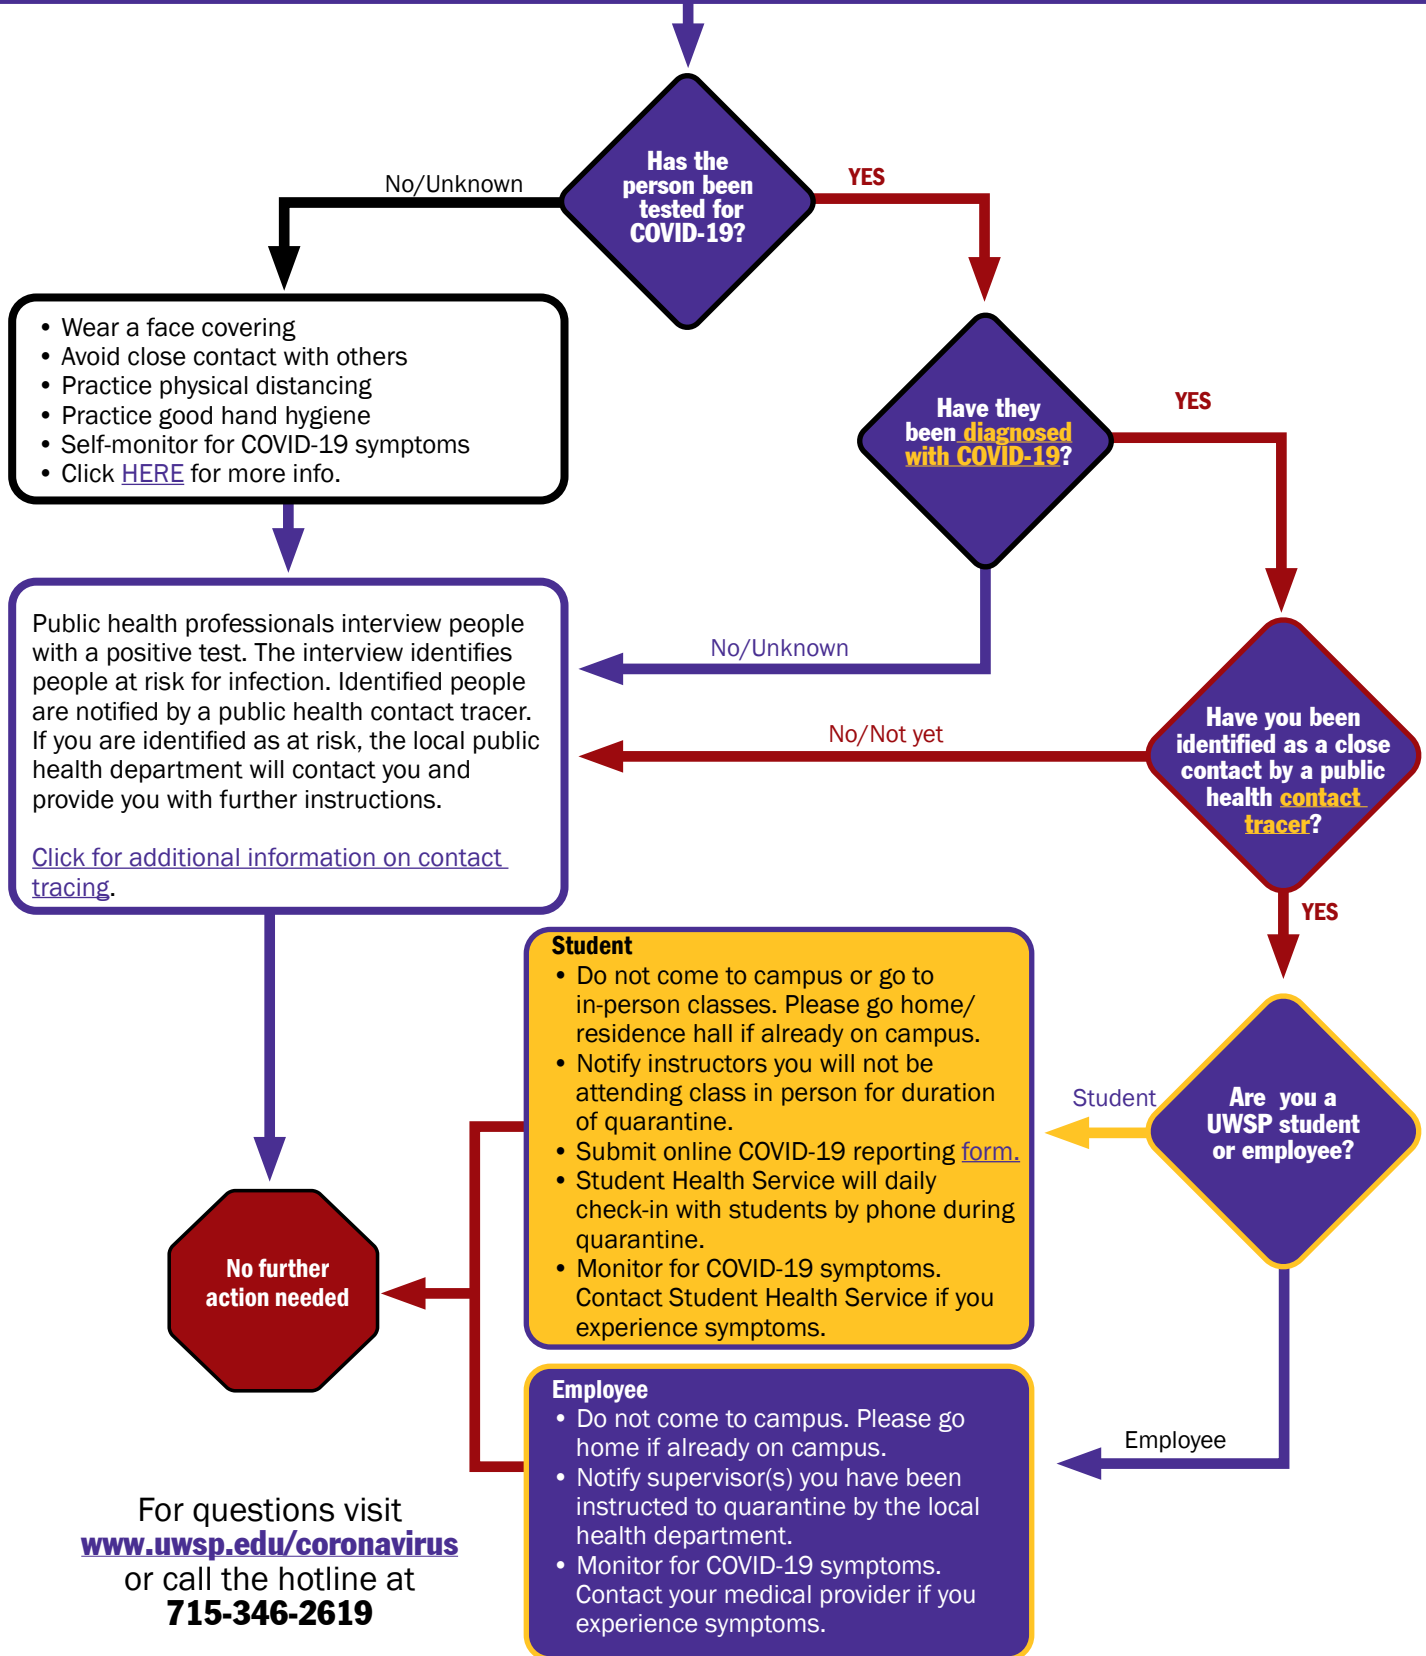 Has the
person been
tested for
COVID-19?
No/Unknown
YES
• Wear a face covering
• Avoid close contact with others
• Practice physical distancing
• Practice good hand hygiene
• Self-monitor for COVID-19 symptoms
• Click HERE for more info.
Have they
been diagnosed
with COVID-19?
YES
No/Unknown
Public health professionals interview people
with a positive test. The interview identifies
people at risk for infection. Identified people
are notified by a public health contact tracer.
If you are identified as at risk, the local public
health department will contact you and
provide you with further instructions.
Click for additional information on contact
tracing.
Have you been
identified as a close
contact by a public
health contact
tracer?
No/Not yet
YES
Are you a
UWSP student
or employee?
Student
Student
• Do not come to campus or go to
in-person classes. Please go home/
residence hall if already on campus.
• Notify instructors you will not be
attending class in person for duration
of quarantine.
• Submit online COVID-19 reporting form.
• Student Health Service will daily
check-in with students by phone during
quarantine.
• Monitor for COVID-19 symptoms.
Contact Student Health Service if you
experience symptoms.
Employee
Employee
• Do not come to campus. Please go
home if already on campus.
• Notify supervisor(s) you have been
instructed to quarantine by the local
health department.
• Monitor for COVID-19 symptoms.
Contact your medical provider if you
experience symptoms.
No further
action needed
For questions visit
www.uwsp.edu/coronavirus
or call the hotline at
715-346-2619